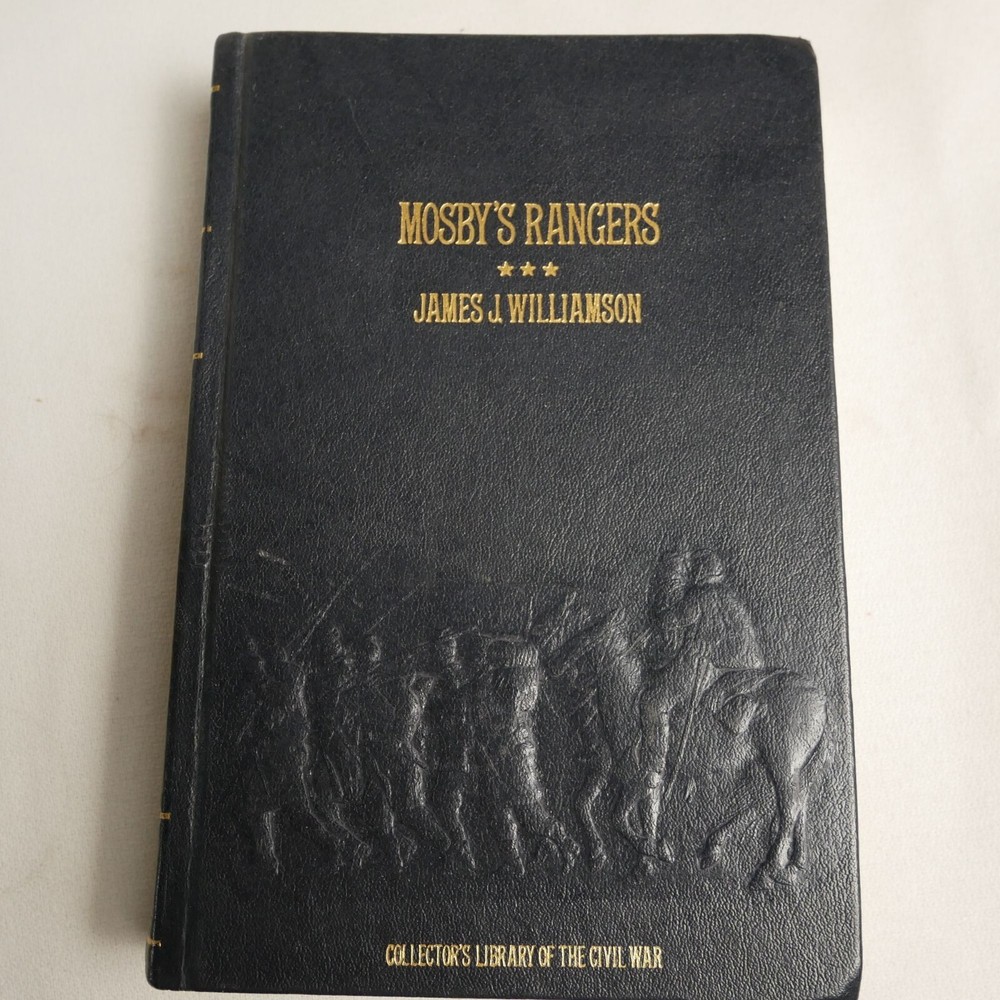 MOSBY'S RANGERS
★★★
JAMES J. WILLIAMSON
COLLECTOR'S LIBRARY OF THE CIVIL WAR